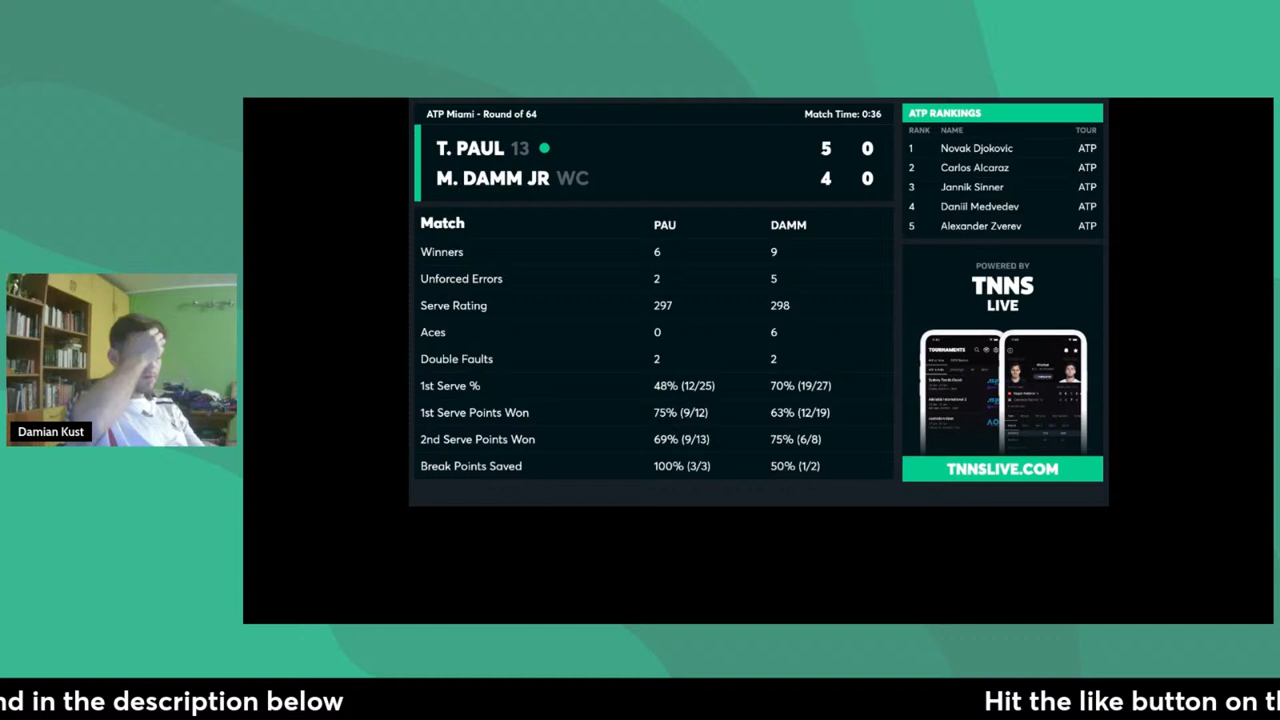 ATP Miami - Round of 64
Match Time: 0:36
T. PAUL 13 5 0
M. DAMM JR WC 4 0
Match PAU DAMM
Winners 6 9
Unforced Errors 2 5
Serve Rating 297 298
Aces 0 6
Double Faults 2 2
1st Serve % 48% (12/25) 70% (19/27)
1st Serve Points Won 75% (9/12) 63% (12/19)
2nd Serve Points Won 69% (9/13) 75% (6/8)
Break Points Saved 100% (3/3) 50% (1/2)
ATP RANKINGS
RANK NAME TOUR
1 Novak Djokovic ATP
2 Carlos Alcaraz ATP
3 Jannik Sinner ATP
4 Daniil Medvedev ATP
5 Alexander Zverev ATP
POWERED BY
TNNS
LIVE
TOURNAMENTS
TNNSLIVE.COM
Damian Kust
nd in the description below
Hit the like button on th